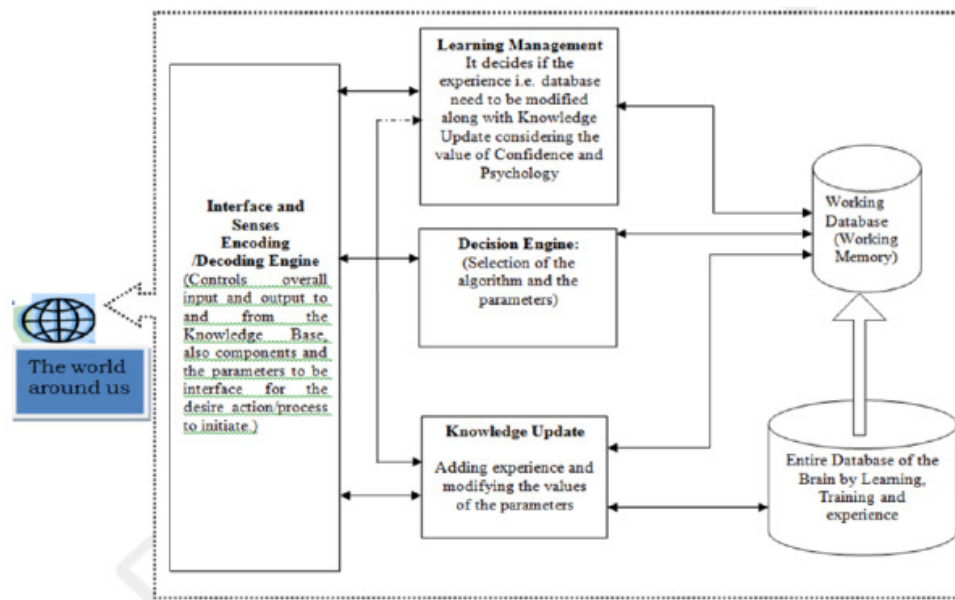 The world
around us
Interface and
Senses
Encoding
/Decoding Engine
(Controls overall
input and output to
and from the
Knowledge Base,
also components and
the parameters to be
interface for the
desire action/process
to initiate.)
Learning Management
It decides if the
experience i.e. database
need to be modified
along with Knowledge
Update considering the
value of Confidence and
Psychology
Decision Engine:
(Selection of the
algorithm and the
parameters)
Knowledge Update
Adding experience and
modifying the values
of the parameters
Working
Database
(Working
Memory)
Entire Database of the
Brain by Learning,
Training and
experience